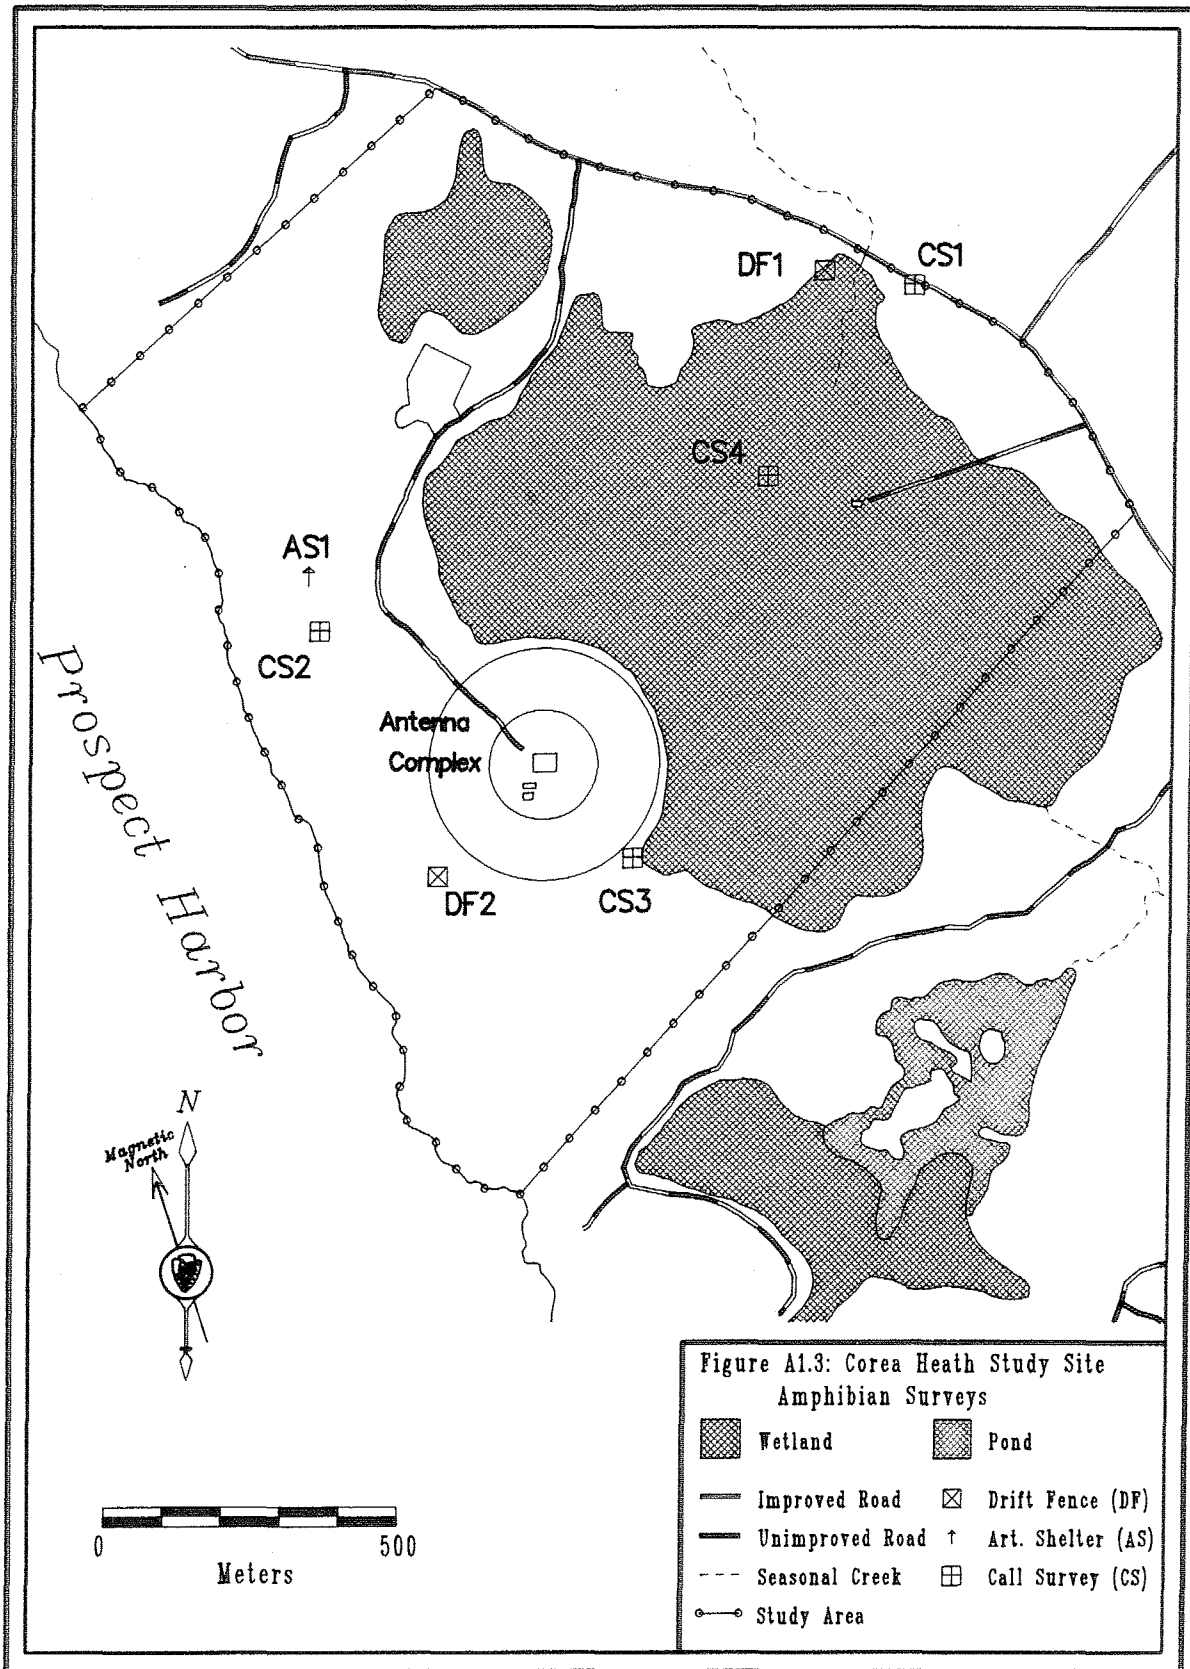 DF1
CS1
CS4
AS1
CS2
Antenna
Complex
DF2
CS3
Prospect Harbor
N
Magnetic
North
Figure A1.3: Corea Heath Study Site
Amphibian Surveys
Wetland
Pond
Improved Road
Drift Fence (DF)
Unimproved Road
Art. Shelter (AS)
Seasonal Creek
Call Survey (CS)
Study Area
0
500
Meters